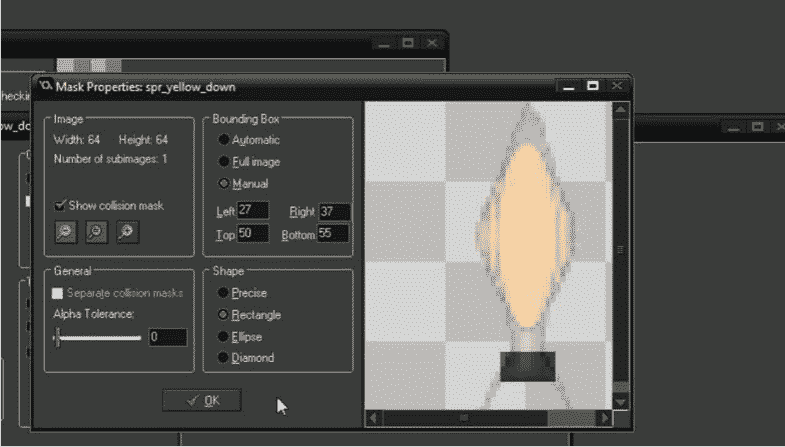 Mask Properties: spr_yellow_down
Image
Width: 64 Height: 64
Number of subimages: 1
Show collision mask
Bounding Box
Automatic
Full image
Manual
Left 27 Right 37
Top 50 Bottom 55
General
Separate collision masks
Alpha Tolerance:
0
Shape
Precise
Rectangle
Ellipse
Diamond
OK